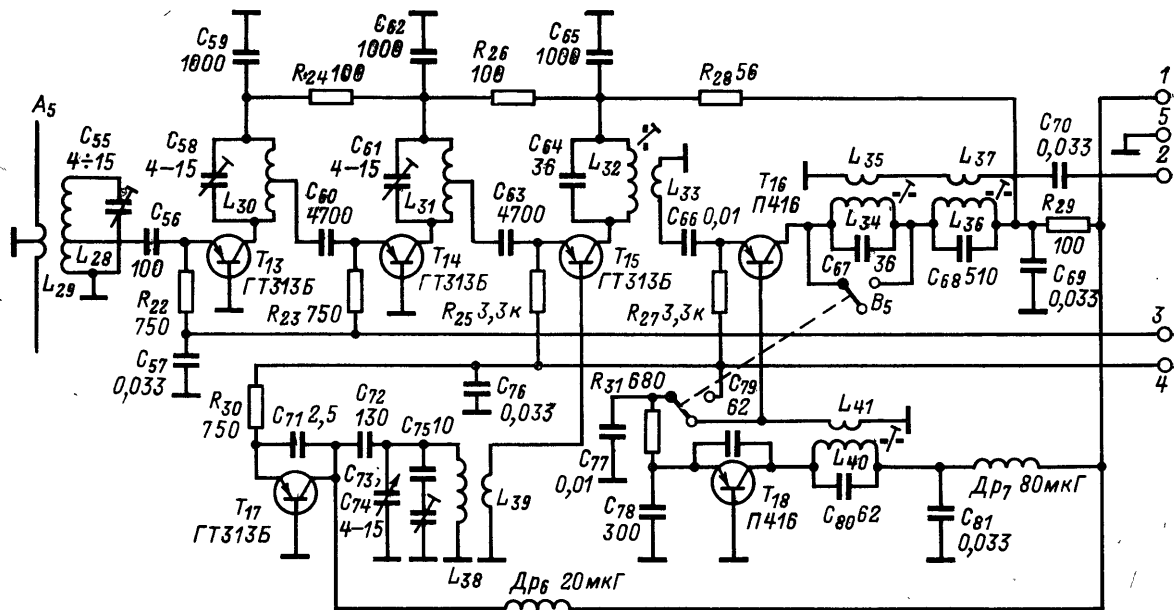 C59
1000
C62
1000
C65
1000
R24 100
R26
100
R28 56
1
A5
5
C55
4÷15
C58
4-15
C61
4-15
C64
36
L32
L33
C70
0,033
2
L35
L37
L30
L31
C56
100
C60
4700
C63
4700
C66 0,01
T16
П416
L34
36
L36
R29
100
L28
L29
T13
ГТ313Б
T14
ГТ313Б
T15
ГТ313Б
C67
C68 510
C69
0,033
B5
R22
750
R23 750
R25 3,3к
R27 3,3к
3
C57
0,033
4
R30
750
C71 2,5
C72
130
C76
0,033
R31 680
C79
62
L41
C75 10
C73,
C74
4-15
C77
0,01
L40
Др7 80мкГ
T17
ГТ313Б
L39
C78
300
T18
П416
C80 62
C81
0,033
L38
Др6 20мкГ